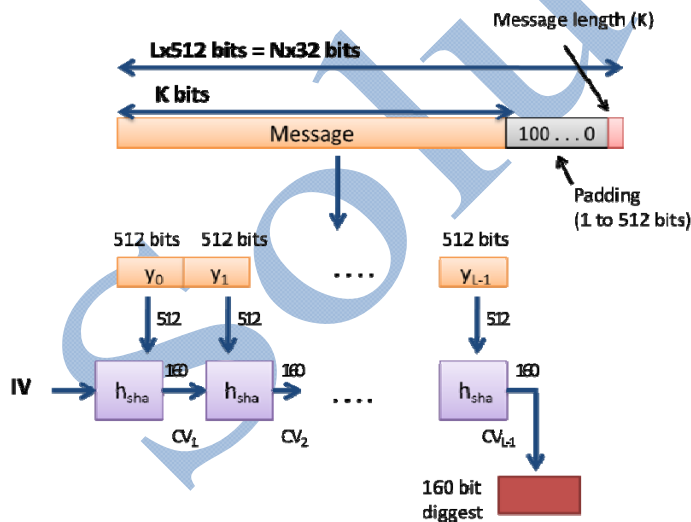 Message length (K)
Lx512 bits = Nx32 bits
K bits
Message
100 . . . 0
Padding
(1 to 512 bits)
512 bits 512 bits 512 bits
y0 y1 .... yL-1
512 512 512
IV hsha 160 hsha 160 .... hsha 160
CV1 CV2 CVL-1
160 bit
diggest
Solu